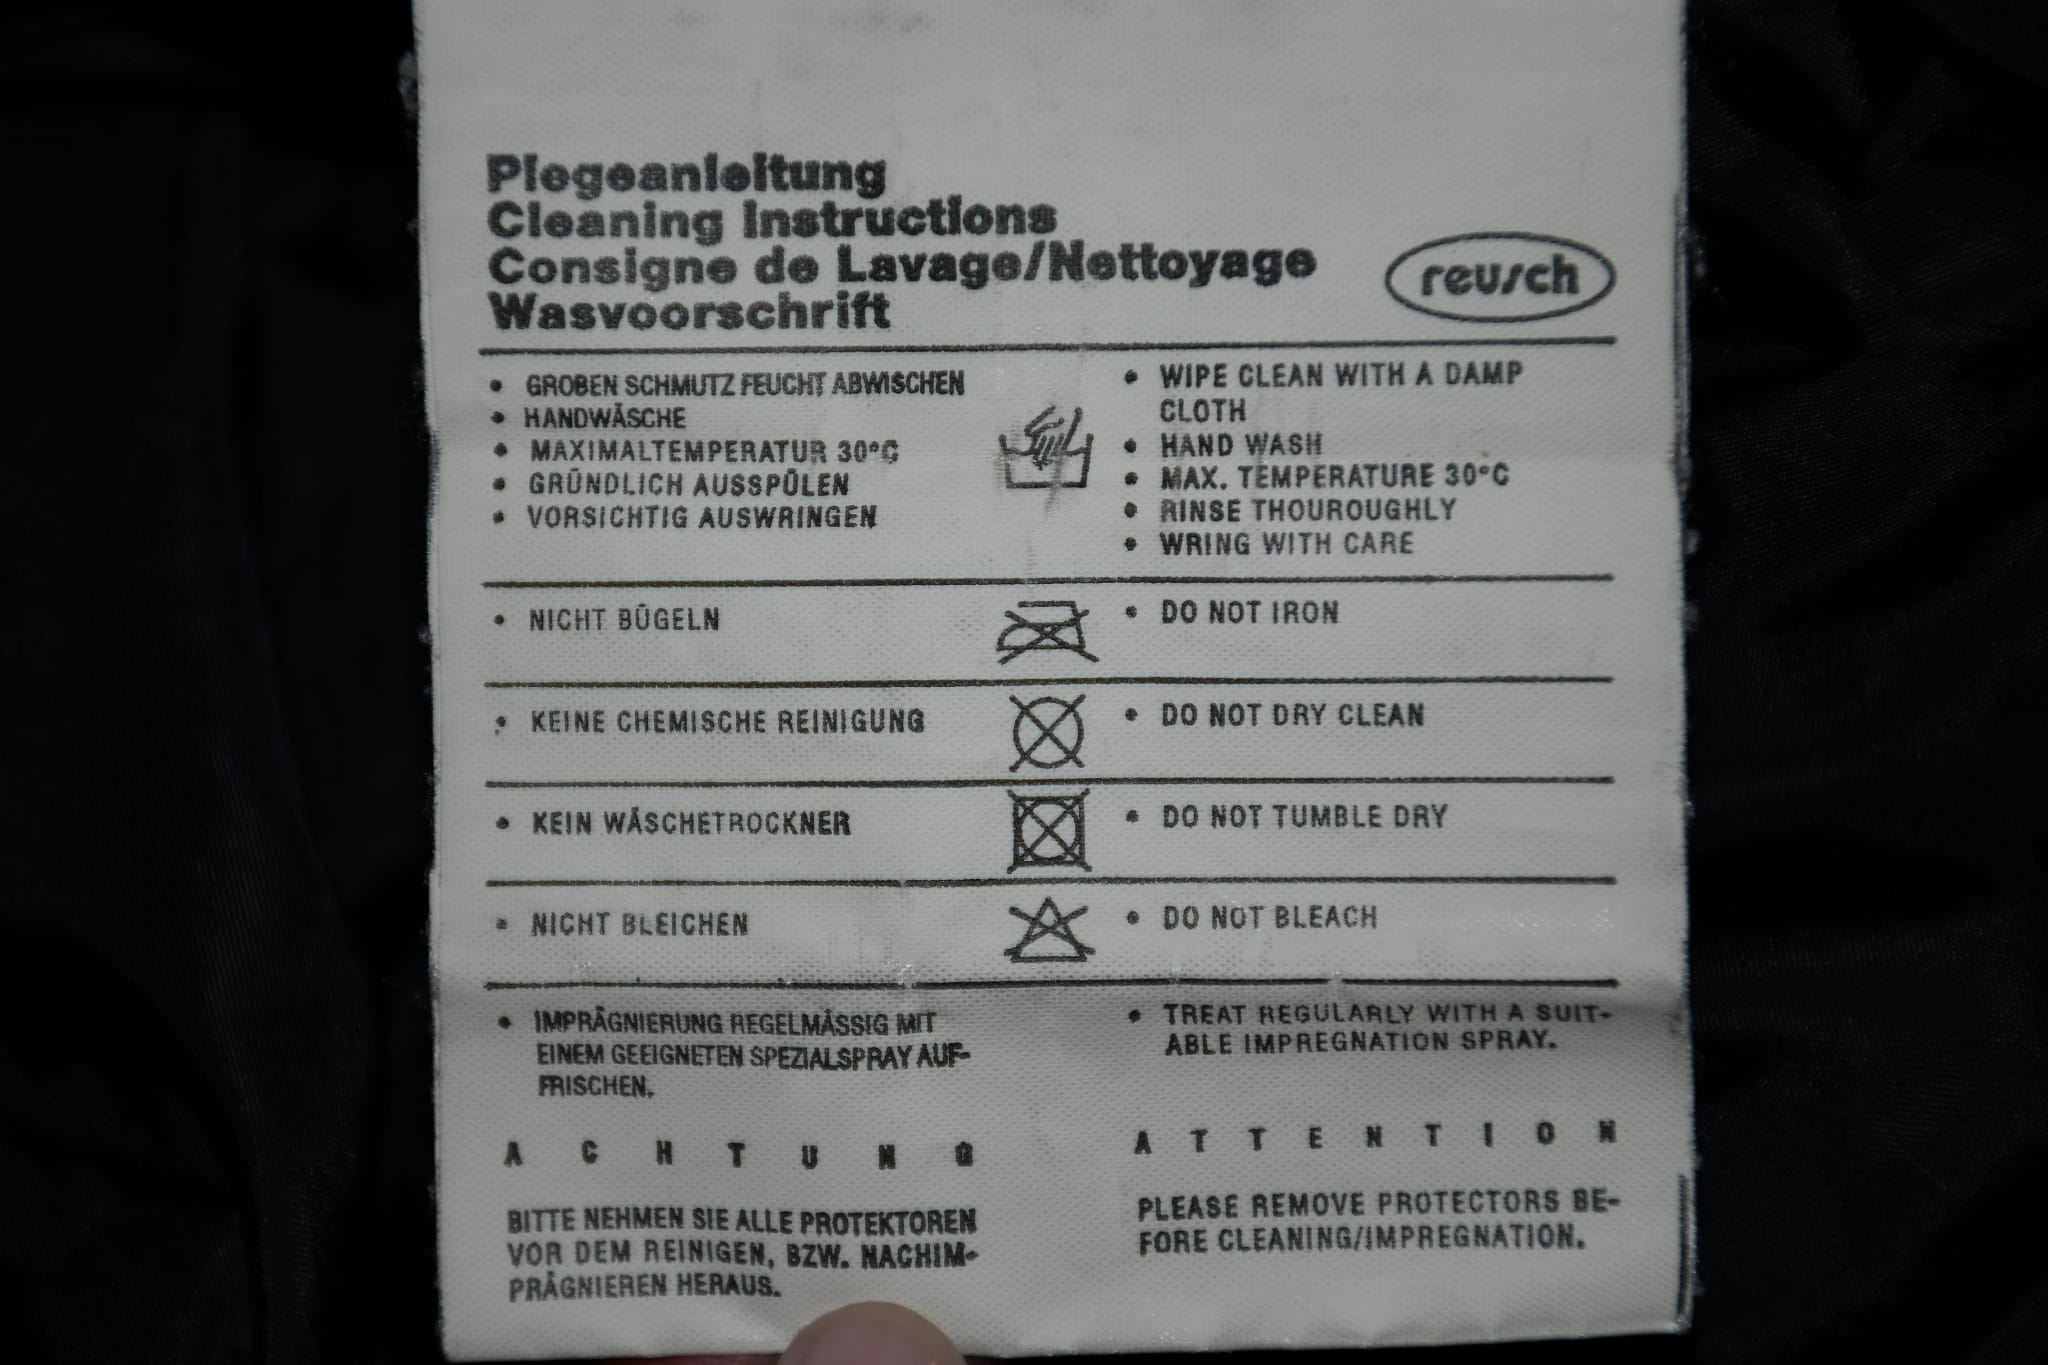 Plegeanleitung
Cleaning Instructions
Consigne de Lavage/Nettoyage
Wasvoorschrift
reusch
• GROBEN SCHMUTZ FEUCHT ABWISCHEN
• HANDWÄSCHE
• MAXIMALTEMPERATUR 30°C
• GRÜNDLICH AUSSPÜLEN
• VORSICHTIG AUSWRINGEN
• WIPE CLEAN WITH A DAMP
CLOTH
• HAND WASH
• MAX. TEMPERATURE 30°C
• RINSE THOUROUGHLY
• WRING WITH CARE
• NICHT BÜGELN
• DO NOT IRON
• KEINE CHEMISCHE REINIGUNG
• DO NOT DRY CLEAN
• KEIN WÄSCHETROCKNER
• DO NOT TUMBLE DRY
• NICHT BLEICHEN
• DO NOT BLEACH
• IMPRÄGNIERUNG REGELMÄSSIG MIT
EINEM GEEIGNETEN SPEZIALSPRAY AUF-
FRISCHEN.
• TREAT REGULARLY WITH A SUIT-
ABLE IMPREGNATION SPRAY.
A C H T U N G
BITTE NEHMEN SIE ALLE PROTEKTOREN
VOR DEM REINIGEN, BZW. NACHIM-
PRÄGNIEREN HERAUS.
A T T E N T I O N
PLEASE REMOVE PROTECTORS BE-
FORE CLEANING/IMPREGNATION.